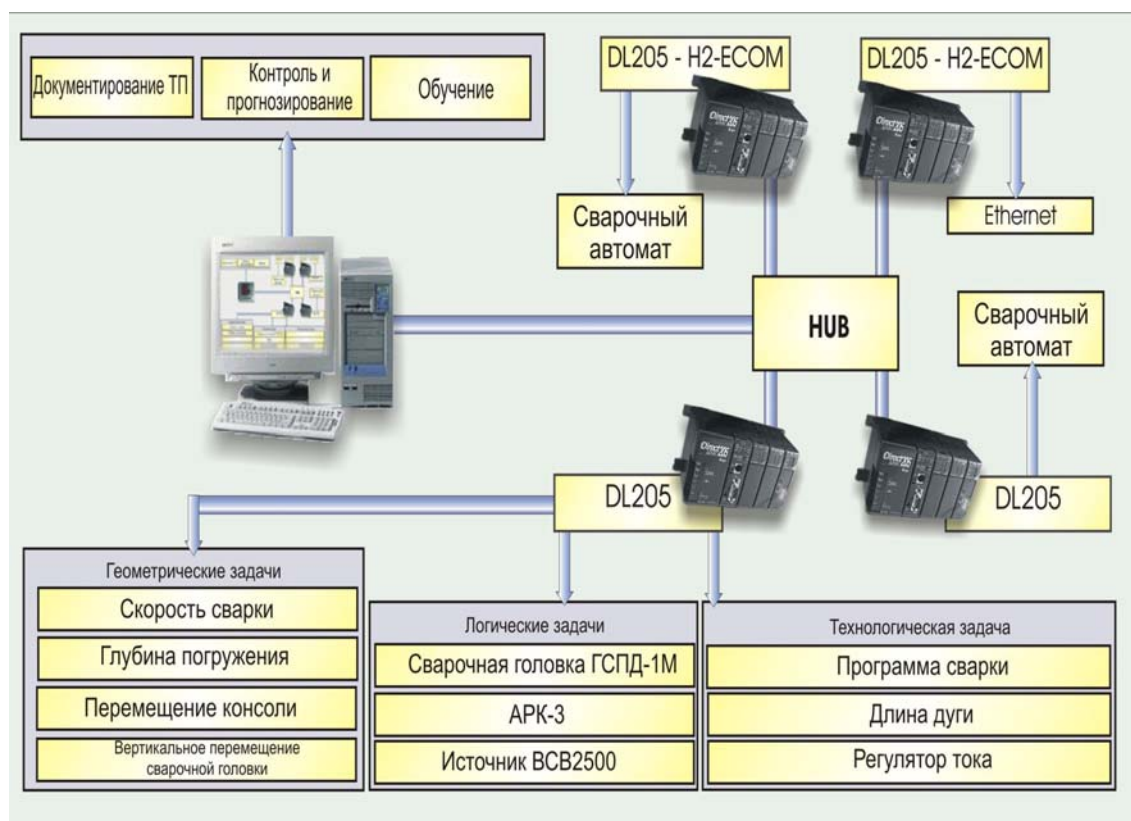 Документирование ТП
Контроль и
прогнозирование
Обучение
DL205 - H2-ECOM
DL205 - H2-ECOM
Сварочный
автомат
Ethernet
HUB
Сварочный
автомат
DL205
DL205
Геометрические задачи
Скорость сварки
Глубина погружения
Перемещение консоли
Вертикальное перемещение
сварочной головки
Логические задачи
Сварочная головка ГСПД-1М
АРК-3
Источник ВСВ2500
Технологическая задача
Программа сварки
Длина дуги
Регулятор тока